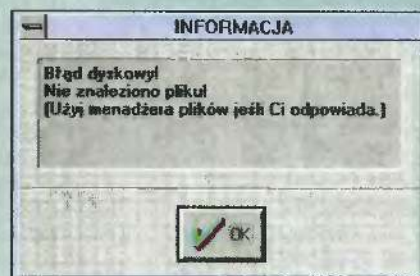 INFORMACJA
Błąd dyskowy!
Nie znaleziono pliku!
(Użyj menadżera plików jeśli Ci odpowiada.)
OK